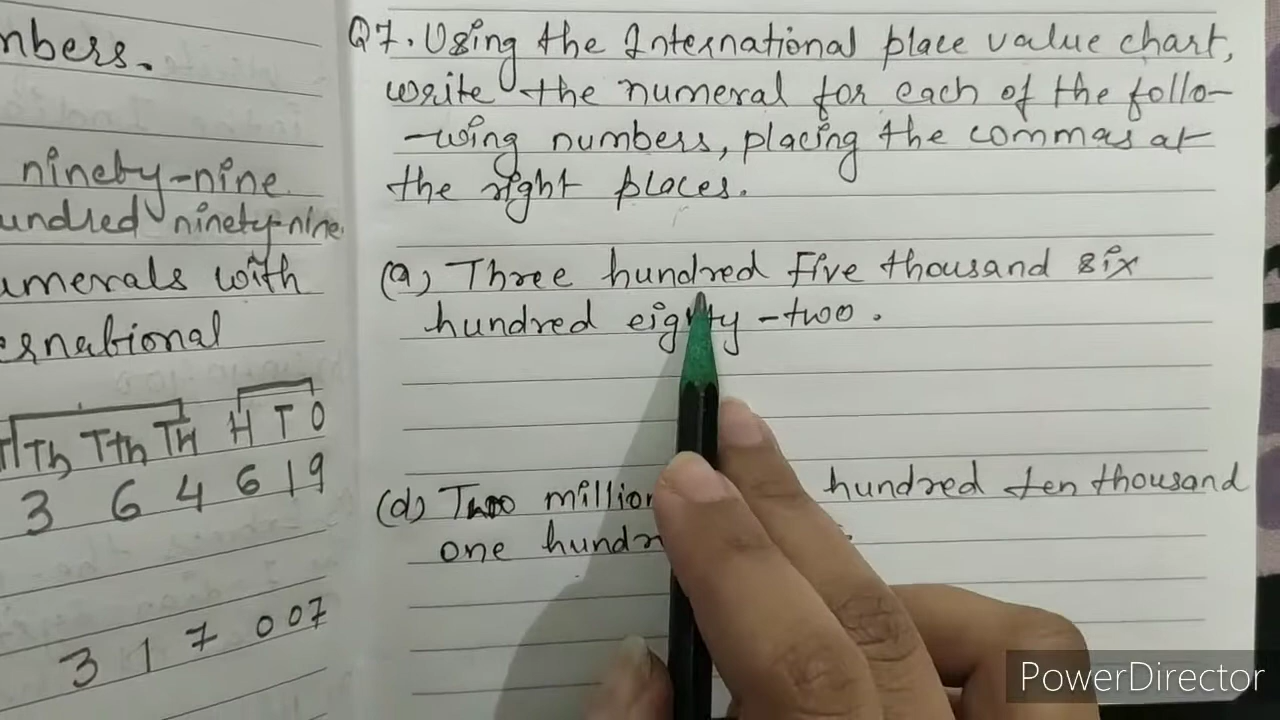 mbers.
ninety-nine
undred ninety-nine.
umerals with
ernational
Th Tth Th H T O
3 6 4 6 1 9
3 1 7 0 0 7
Q7. Using the International place value chart,
write the numeral for each of the follo-
-wing numbers, placing the commas at
the right places.
(a) Three hundred Five thousand six
hundred eighty-two.
(d) Two million hundred ten thousand
one
PowerDirector